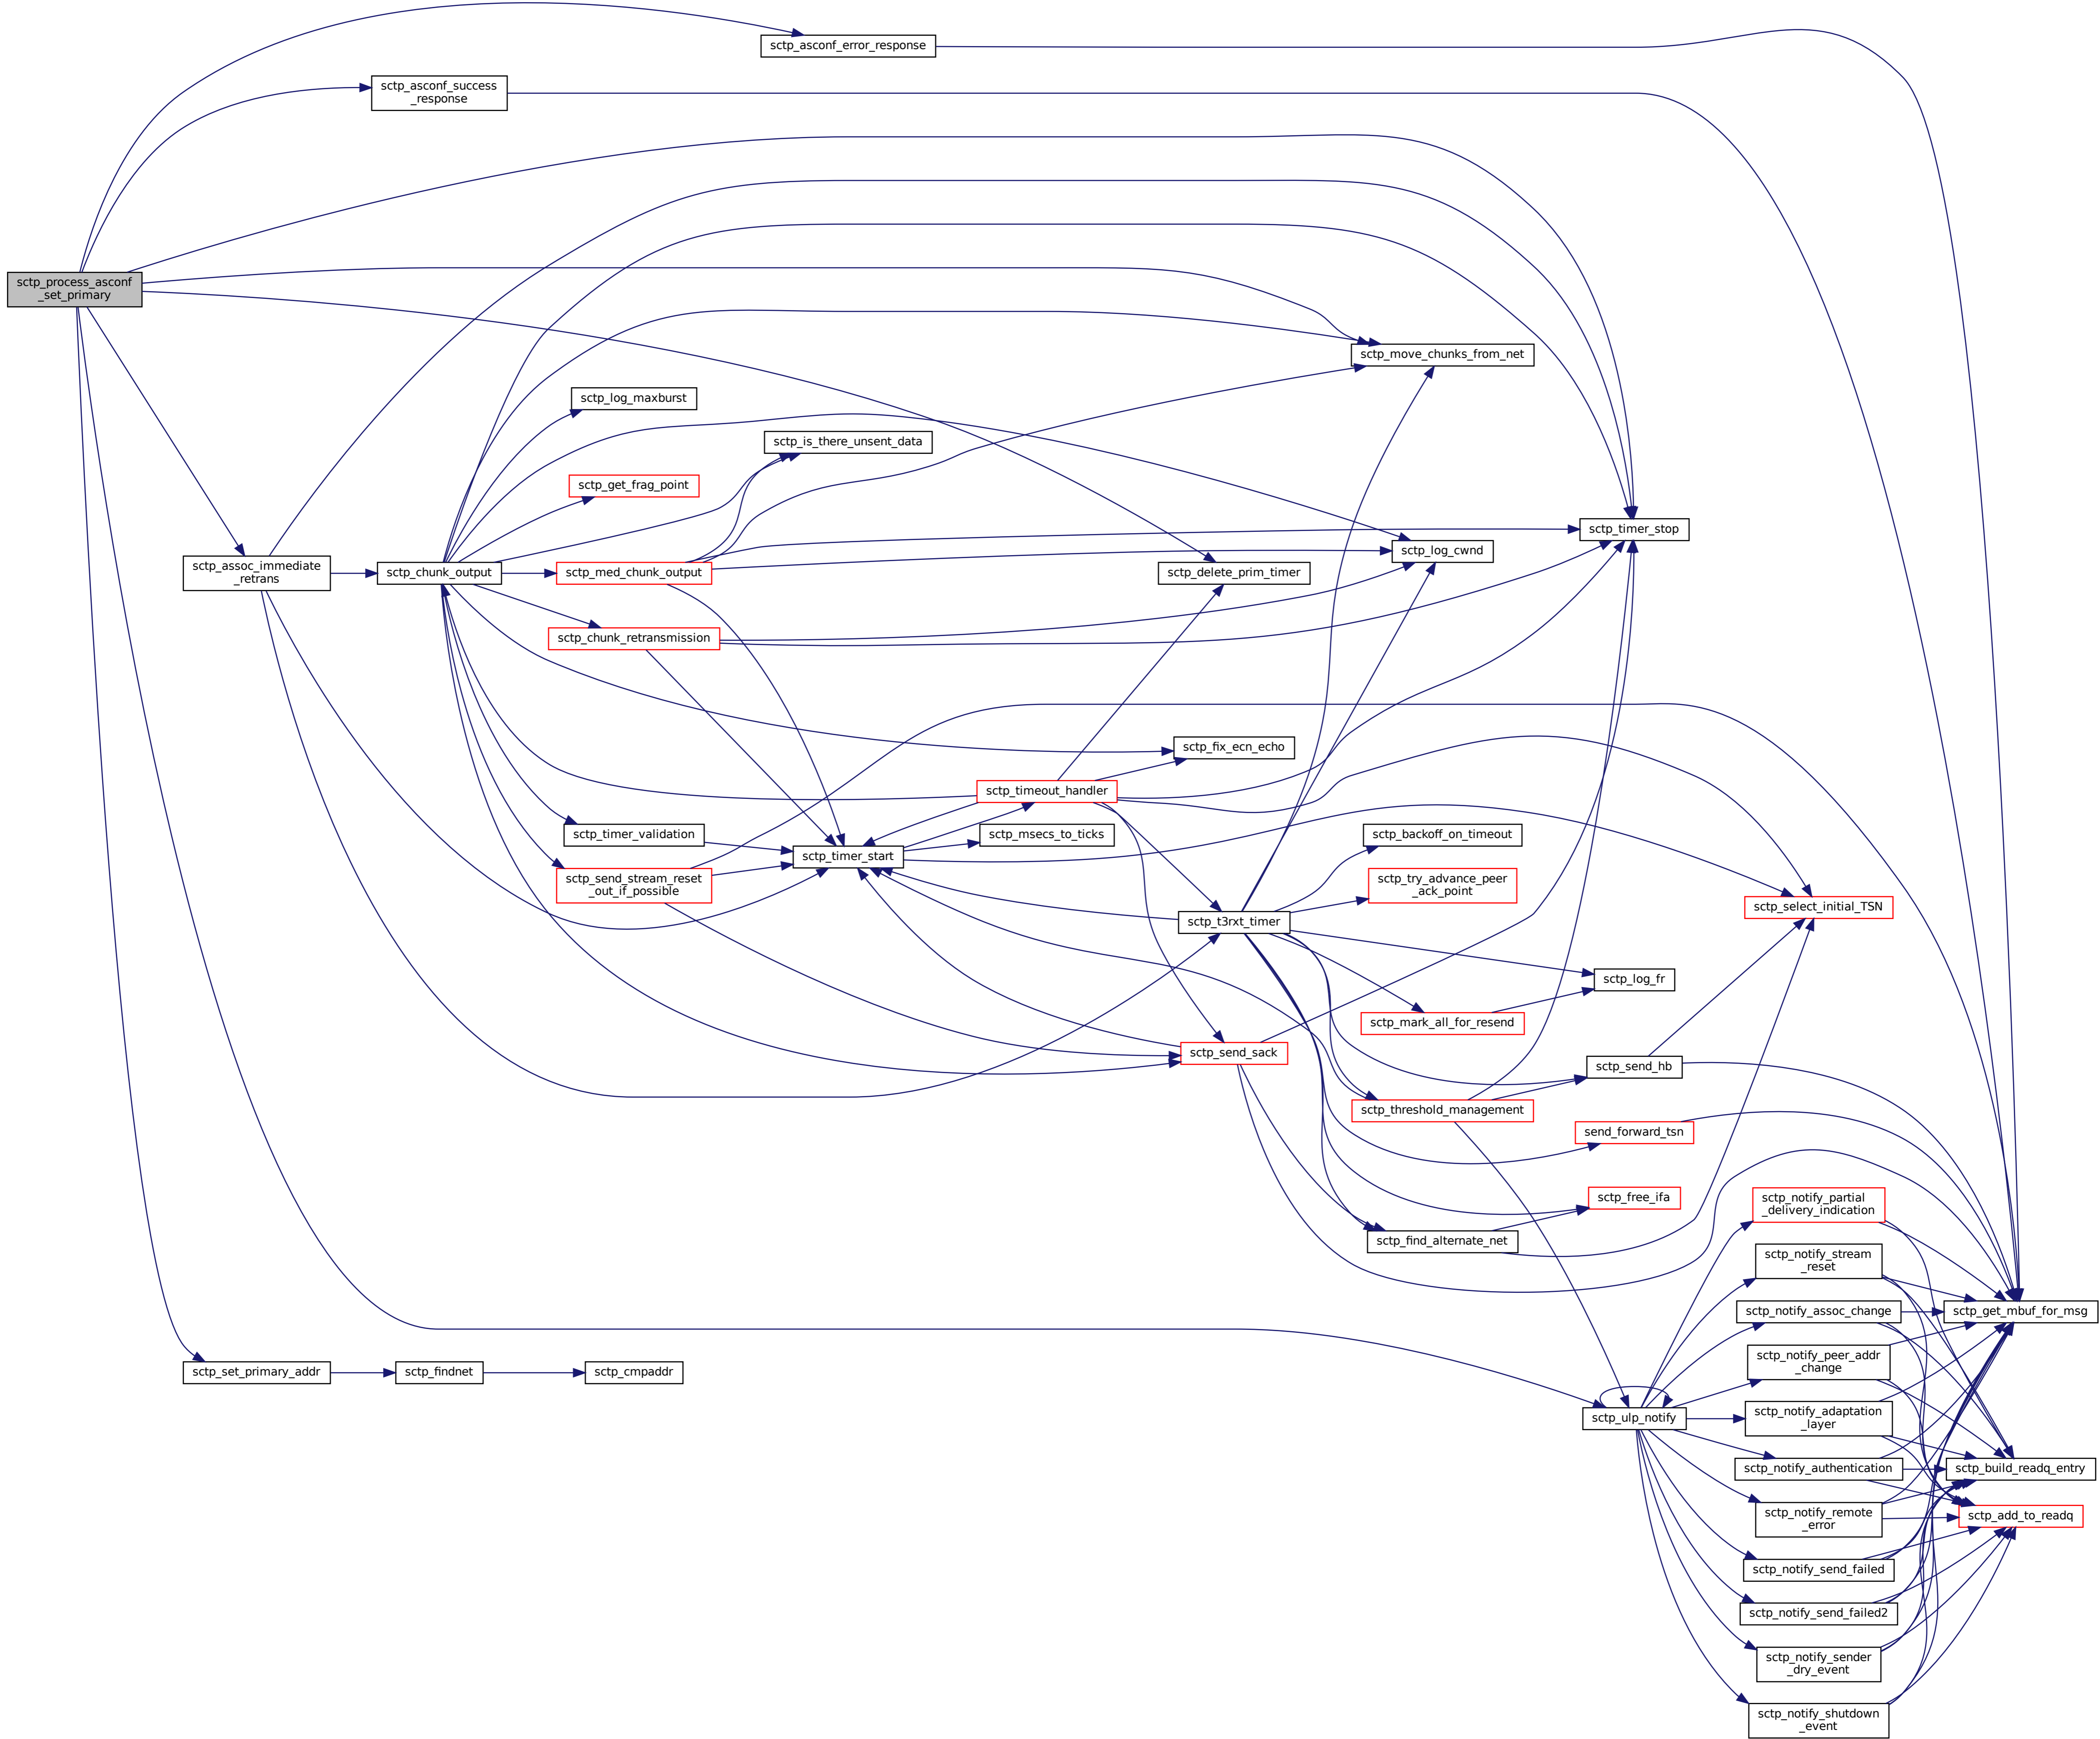 sctp_asconf_error_response
sctp_asconf_success
_response
sctp_process_asconf
_set_primary
sctp_move_chunks_from_net
sctp_log_maxburst
sctp_is_there_unsent_data
sctp_get_frag_point
sctp_timer_stop
sctp_log_cwnd
sctp_assoc_immediate
_retrans
sctp_chunk_output
sctp_med_chunk_output
sctp_delete_prim_timer
sctp_chunk_retransmission
sctp_fix_ecn_echo
sctp_timeout_handler
sctp_timer_validation
sctp_msecs_to_ticks
sctp_backoff_on_timeout
sctp_timer_start
sctp_send_stream_reset
_out_if_possible
sctp_try_advance_peer
_ack_point
sctp_select_initial_TSN
sctp_t3rxt_timer
sctp_log_fr
sctp_mark_all_for_resend
sctp_send_sack
sctp_send_hb
sctp_threshold_management
send_forward_tsn
sctp_free_ifa
sctp_notify_partial
_delivery_indication
sctp_find_alternate_net
sctp_notify_stream
_reset
sctp_notify_assoc_change
sctp_get_mbuf_for_msg
sctp_notify_peer_addr
_change
sctp_set_primary_addr
sctp_findnet
sctp_cmpaddr
sctp_ulp_notify
sctp_notify_adaptation
_layer
sctp_notify_authentication
sctp_build_readq_entry
sctp_notify_remote
_error
sctp_add_to_readq
sctp_notify_send_failed
sctp_notify_send_failed2
sctp_notify_sender
_dry_event
sctp_notify_shutdown
_event